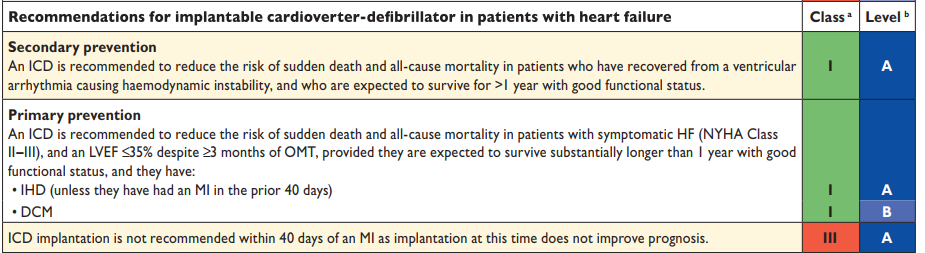 Recommendations for implantable cardioverter-defibrillator in patients with heart failure Class a Level b
Secondary prevention
An ICD is recommended to reduce the risk of sudden death and all-cause mortality in patients who have recovered from a ventricular I A
arrhythmia causing haemodynamic instability, and who are expected to survive for >1 year with good functional status.
Primary prevention
An ICD is recommended to reduce the risk of sudden death and all-cause mortality in patients with symptomatic HF (NYHA Class
II–III), and an LVEF ≤35% despite ≥3 months of OMT, provided they are expected to survive substantially longer than 1 year with good
functional status, and they have:
• IHD (unless they have had an MI in the prior 40 days) I A
• DCM I B
ICD implantation is not recommended within 40 days of an MI as implantation at this time does not improve prognosis. III A